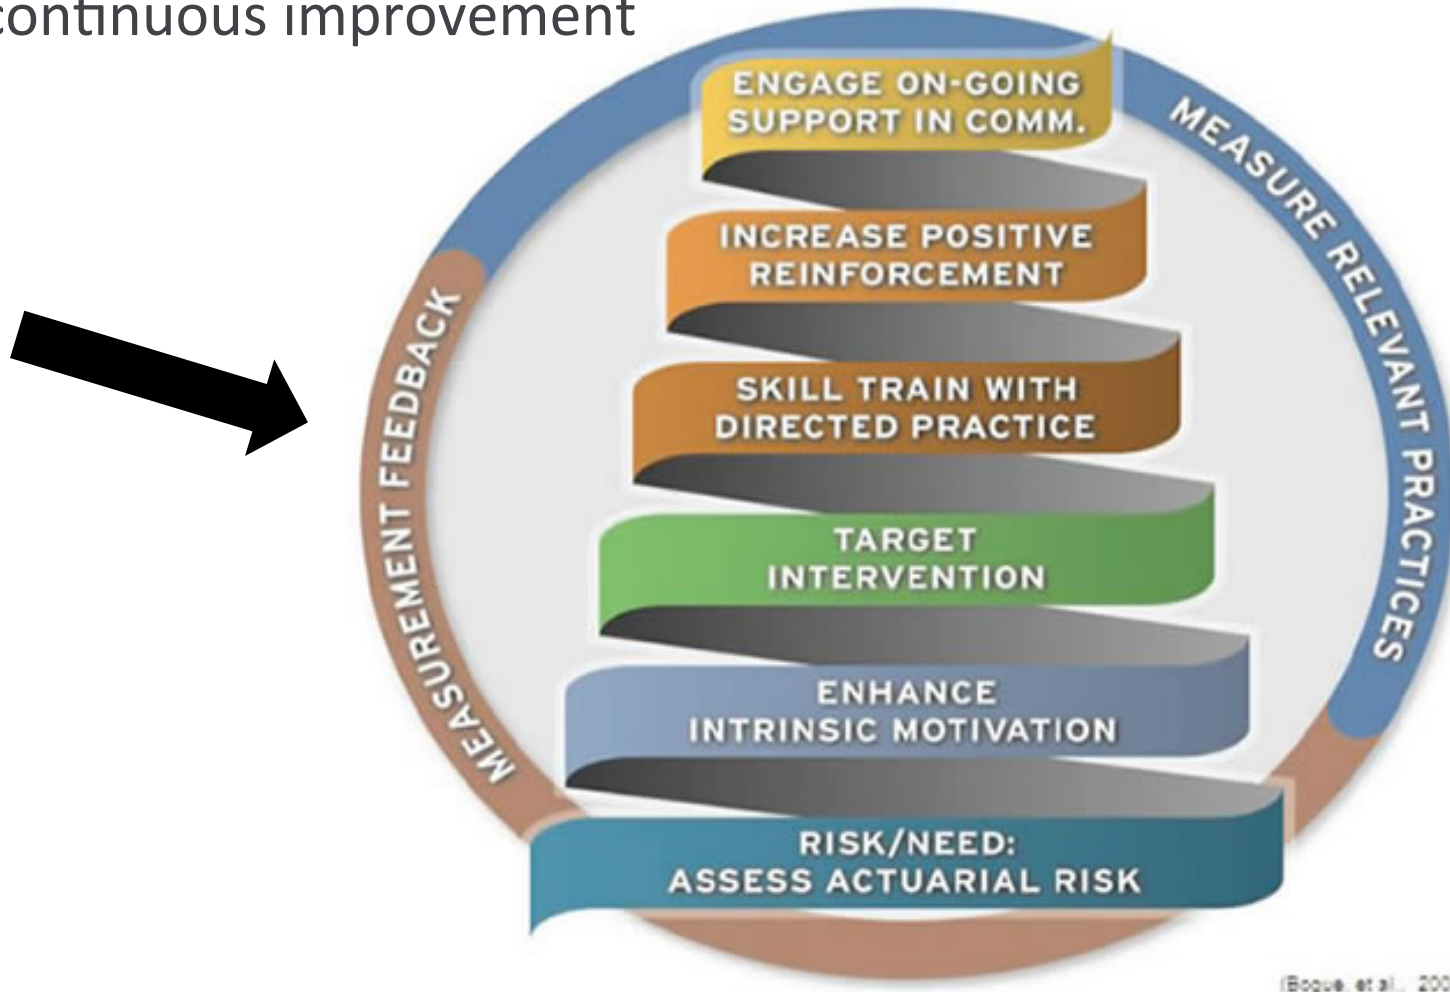 continuous improvement
ENGAGE ON-GOING
SUPPORT IN COMM.
INCREASE POSITIVE
REINFORCEMENT
SKILL TRAIN WITH
DIRECTED PRACTICE
TARGET
INTERVENTION
ENHANCE
INTRINSIC MOTIVATION
RISK/NEED:
ASSESS ACTUARIAL RISK
MEASUREMENT FEEDBACK
MEASURE RELEVANT PRACTICES
(Bogue, et al., 200